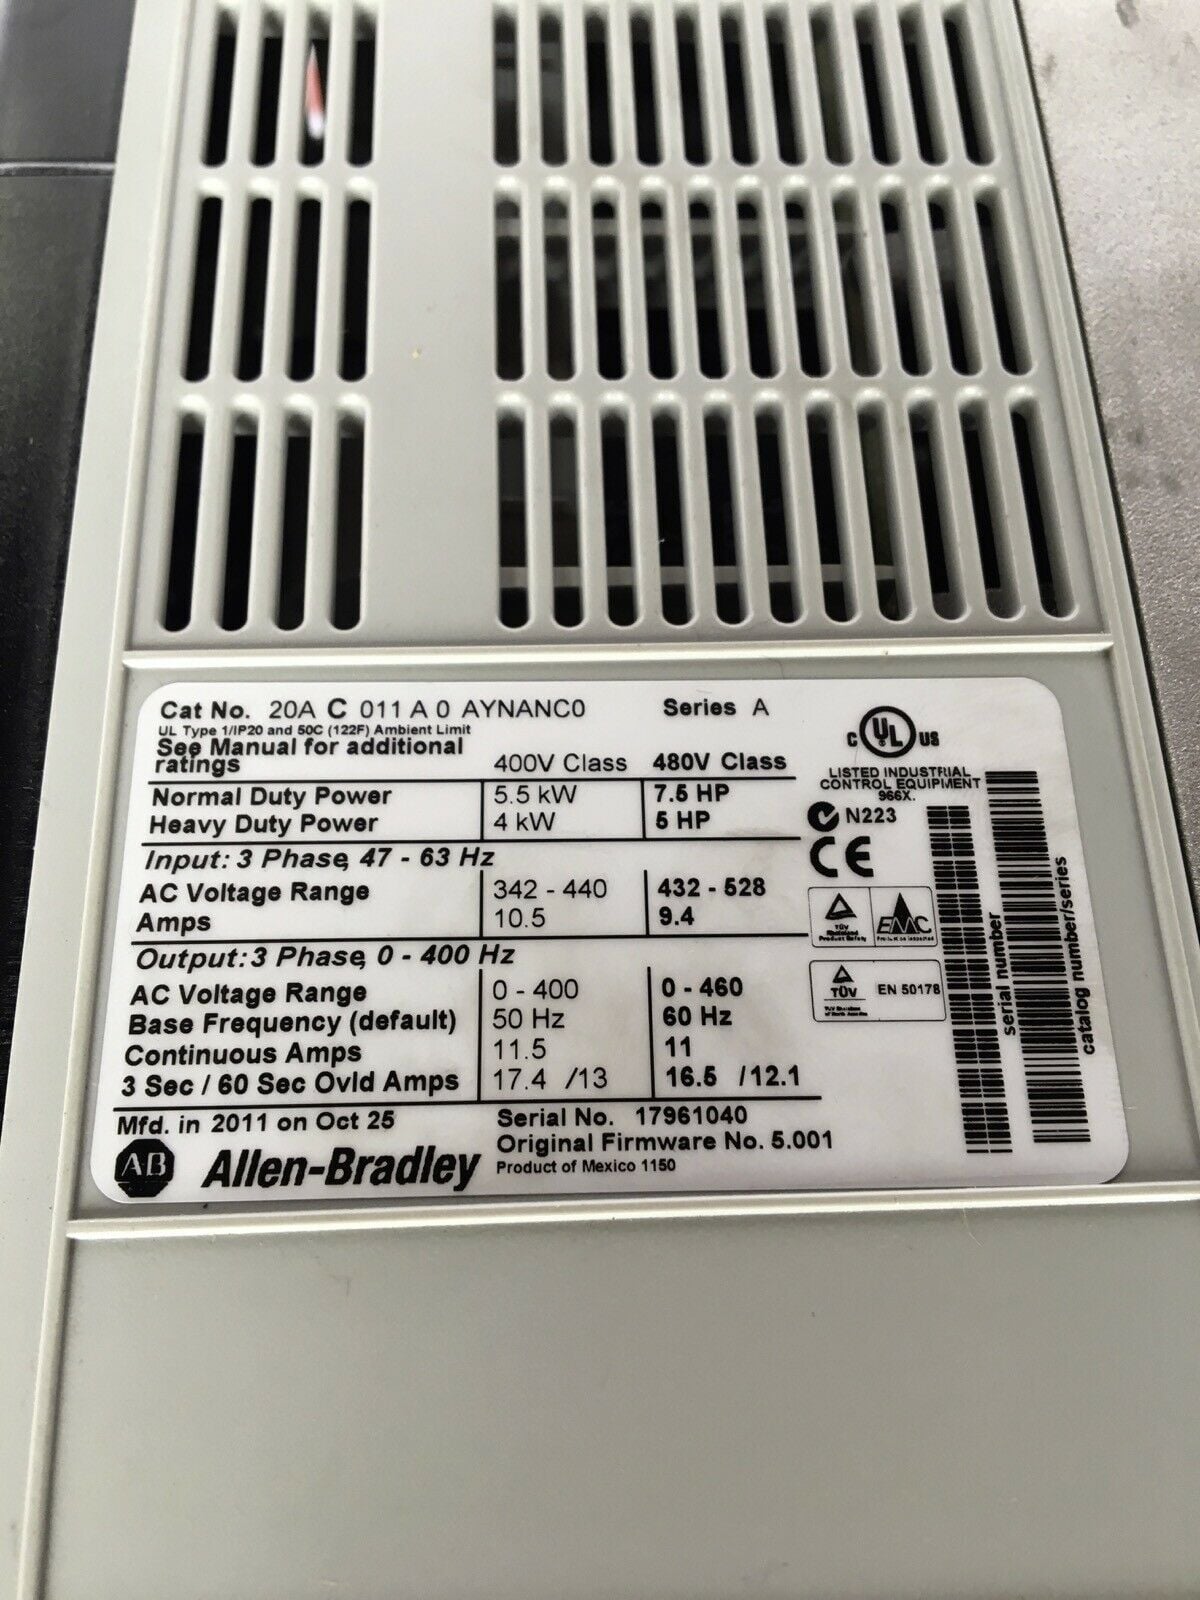 Cat No. 20A C 011 A 0 AYNANC0 Series A
UL Type 1/IP20 and 50C (122F) Ambient Limit
See Manual for additional
ratings 400V Class 480V Class
Normal Duty Power 5.5 kW 7.5 HP
Heavy Duty Power 4 kW 5 HP
Input: 3 Phase, 47 - 63 Hz
AC Voltage Range 342 - 440 432 - 528
Amps 10.5 9.4
Output: 3 Phase, 0 - 400 Hz
AC Voltage Range 0 - 400 0 - 460
Base Frequency (default) 50 Hz 60 Hz
Continuous Amps 11.5 11
3 Sec / 60 Sec Ovld Amps 17.4 /13 16.5 /12.1
Mfd. in 2011 on Oct 25 Serial No. 17961040
Original Firmware No. 5.001
AB Allen-Bradley Product of Mexico 1150
C UL US
LISTED INDUSTRIAL
CONTROL EQUIPMENT
966X.
N223
CE
TÜV
Rheinland
Product Safety
EMC
TÜV
EN 50178
serial number
catalog number/series